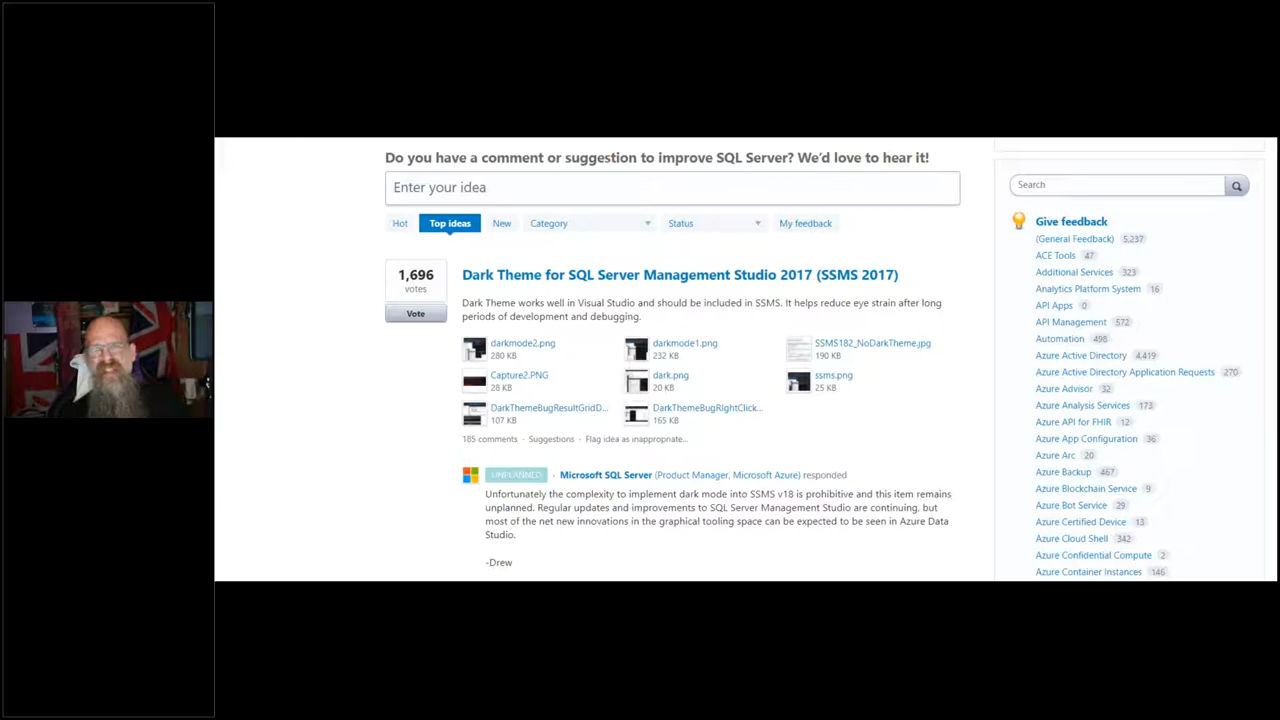 Do you have a comment or suggestion to improve SQL Server? We'd love to hear it!
Enter your idea
Hot
Top ideas
New
Category
Status
My feedback
1,696
votes
Vote
Dark Theme for SQL Server Management Studio 2017 (SSMS 2017)
Dark Theme works well in Visual Studio and should be included in SSMS. It helps reduce eye strain after long
periods of development and debugging.
darkmode2.png
280 KB
darkmode1.png
232 KB
SSMS182_NoDarkTheme.jpg
190 KB
Capture2.PNG
28 KB
dark.png
20 KB
ssms.png
25 KB
DarkThemeBugResultGridD...
107 KB
DarkThemeBugRIghtClick...
165 KB
185 comments · Suggestions · Flag idea as inappropriate...
UNPLANNED · Microsoft SQL Server (Product Manager, Microsoft Azure) responded
Unfortunately the complexity to implement dark mode into SSMS v18 is prohibitive and this item remains
unplanned. Regular updates and improvements to SQL Server Management Studio are continuing, but
most of the net new innovations in the graphical tooling space can be expected to be seen in Azure Data
Studio.
-Drew
Search
Give feedback
(General Feedback) 5,237
ACE Tools 47
Additional Services 323
Analytics Platform System 16
API Apps 0
API Management 572
Automation 498
Azure Active Directory 4,419
Azure Active Directory Application Requests 270
Azure Advisor 32
Azure Analysis Services 173
Azure API for FHIR 12
Azure App Configuration 36
Azure Arc 20
Azure Backup 467
Azure Blockchain Service 9
Azure Bot Service 29
Azure Certified Device 13
Azure Cloud Shell 342
Azure Confidential Compute 2
Azure Container Instances 146